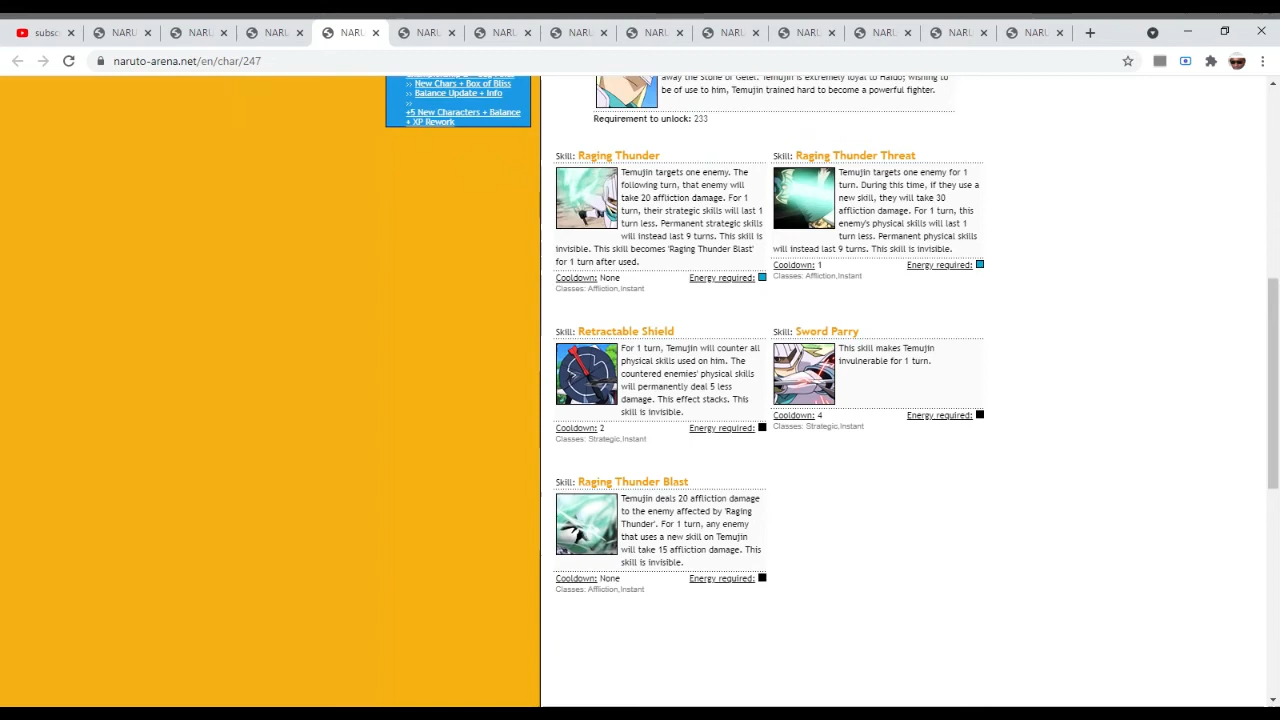 subsc
NARU
NARU
NARU
NARU
NARU
NARU
NARU
NARU
NARU
NARU
NARU
NARU
NARU
naruto-arena.net/en/char/247
>> New Chars + Box of Bliss
>> Balance Update + Info
>>
+5 New Characters + Balance
+ XP Rework
away the Stone of Gelel. Temujin is extremely loyal to Haido; wishing to
be of use to him, Temujin trained hard to become a powerful fighter.
Requirement to unlock: 233
Skill: Raging Thunder
Temujin targets one enemy. The
following turn, that enemy will
take 20 affliction damage. For 1
turn, their strategic skills will last 1
turn less. Permanent strategic skills
will instead last 9 turns. This skill is
invisible. This skill becomes 'Raging Thunder Blast'
for 1 turn after used.
Cooldown: None Energy required:
Classes: Affliction,Instant
Skill: Raging Thunder Threat
Temujin targets one enemy for 1
turn. During this time, if they use a
new skill, they will take 30
affliction damage. For 1 turn, this
enemy's physical skills will last 1
turn less. Permanent physical skills
will instead last 9 turns. This skill is invisible.
Cooldown: 1 Energy required:
Classes: Affliction,Instant
Skill: Retractable Shield
For 1 turn, Temujin will counter all
physical skills used on him. The
countered enemies' physical skills
will permanently deal 5 less
damage. This effect stacks. This
skill is invisible.
Cooldown: 2 Energy required:
Classes: Strategic,Instant
Skill: Sword Parry
This skill makes Temujin
invulnerable for 1 turn.
Cooldown: 4 Energy required:
Classes: Strategic,Instant
Skill: Raging Thunder Blast
Temujin deals 20 affliction damage
to the enemy affected by 'Raging
Thunder'. For 1 turn, any enemy
that uses a new skill on Temujin
will take 15 affliction damage. This
skill is invisible.
Cooldown: None Energy required:
Classes: Affliction,Instant